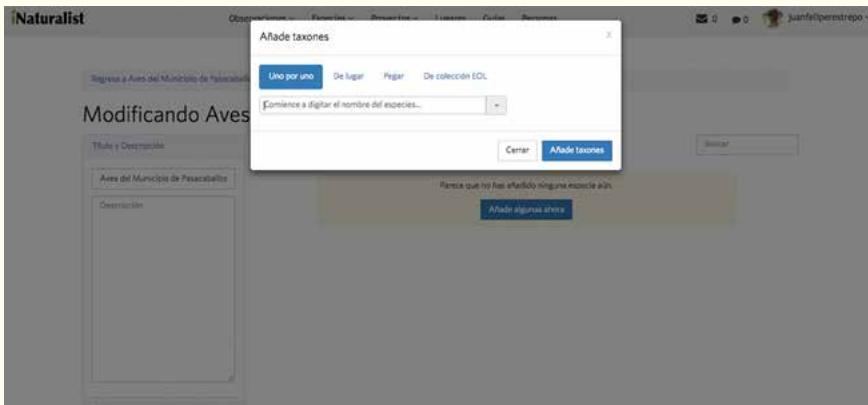 iNaturalist
Observaciones Especies Proyectos Lugares Guías Personas
0 0 juanfeliperestrepo
Añade taxones x
Regresa a Aves del Municipio de Pasacaballos
Uno por uno De lugar Pegar De colección EOL
Comience a digitar el nombre del especies...
Modificando Aves
Cerrar Añade taxones
Título y Descripción
Buscar
Aves del Municipio de Pasacaballos
Parece que no has añadido ninguna especie aún.
Descripción
Añade algunas ahora